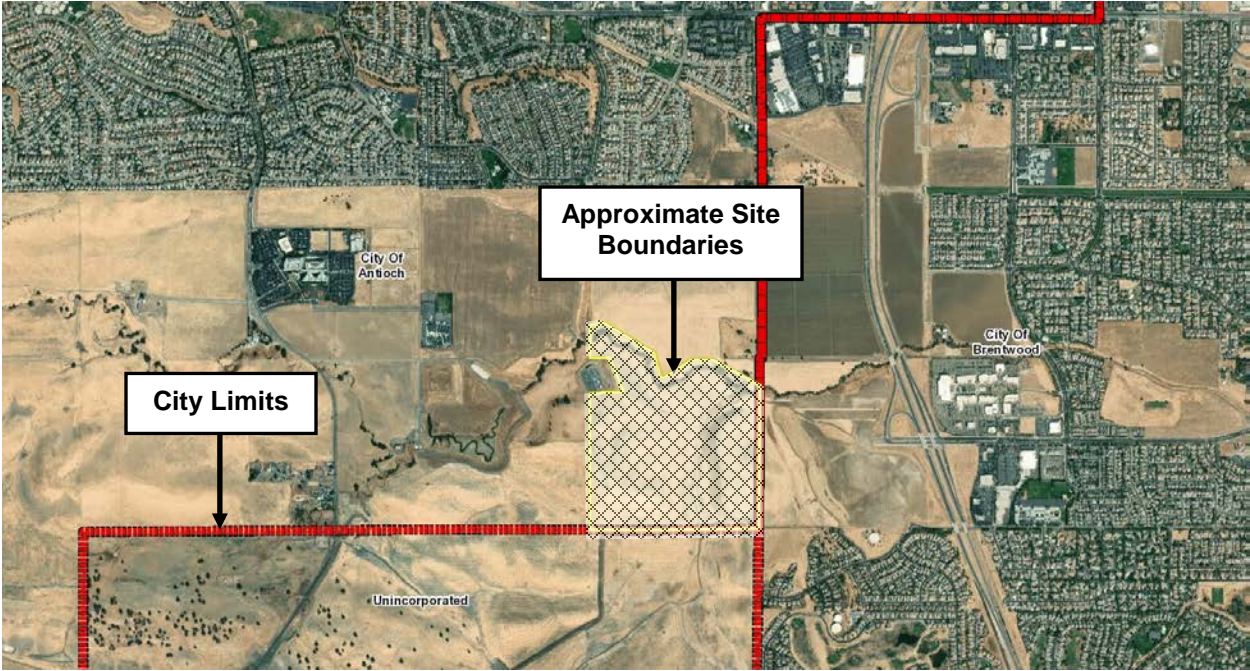 Approximate Site
Boundaries
City Of
Antioch
City Of
Brentwood
City Limits
Unincorporated